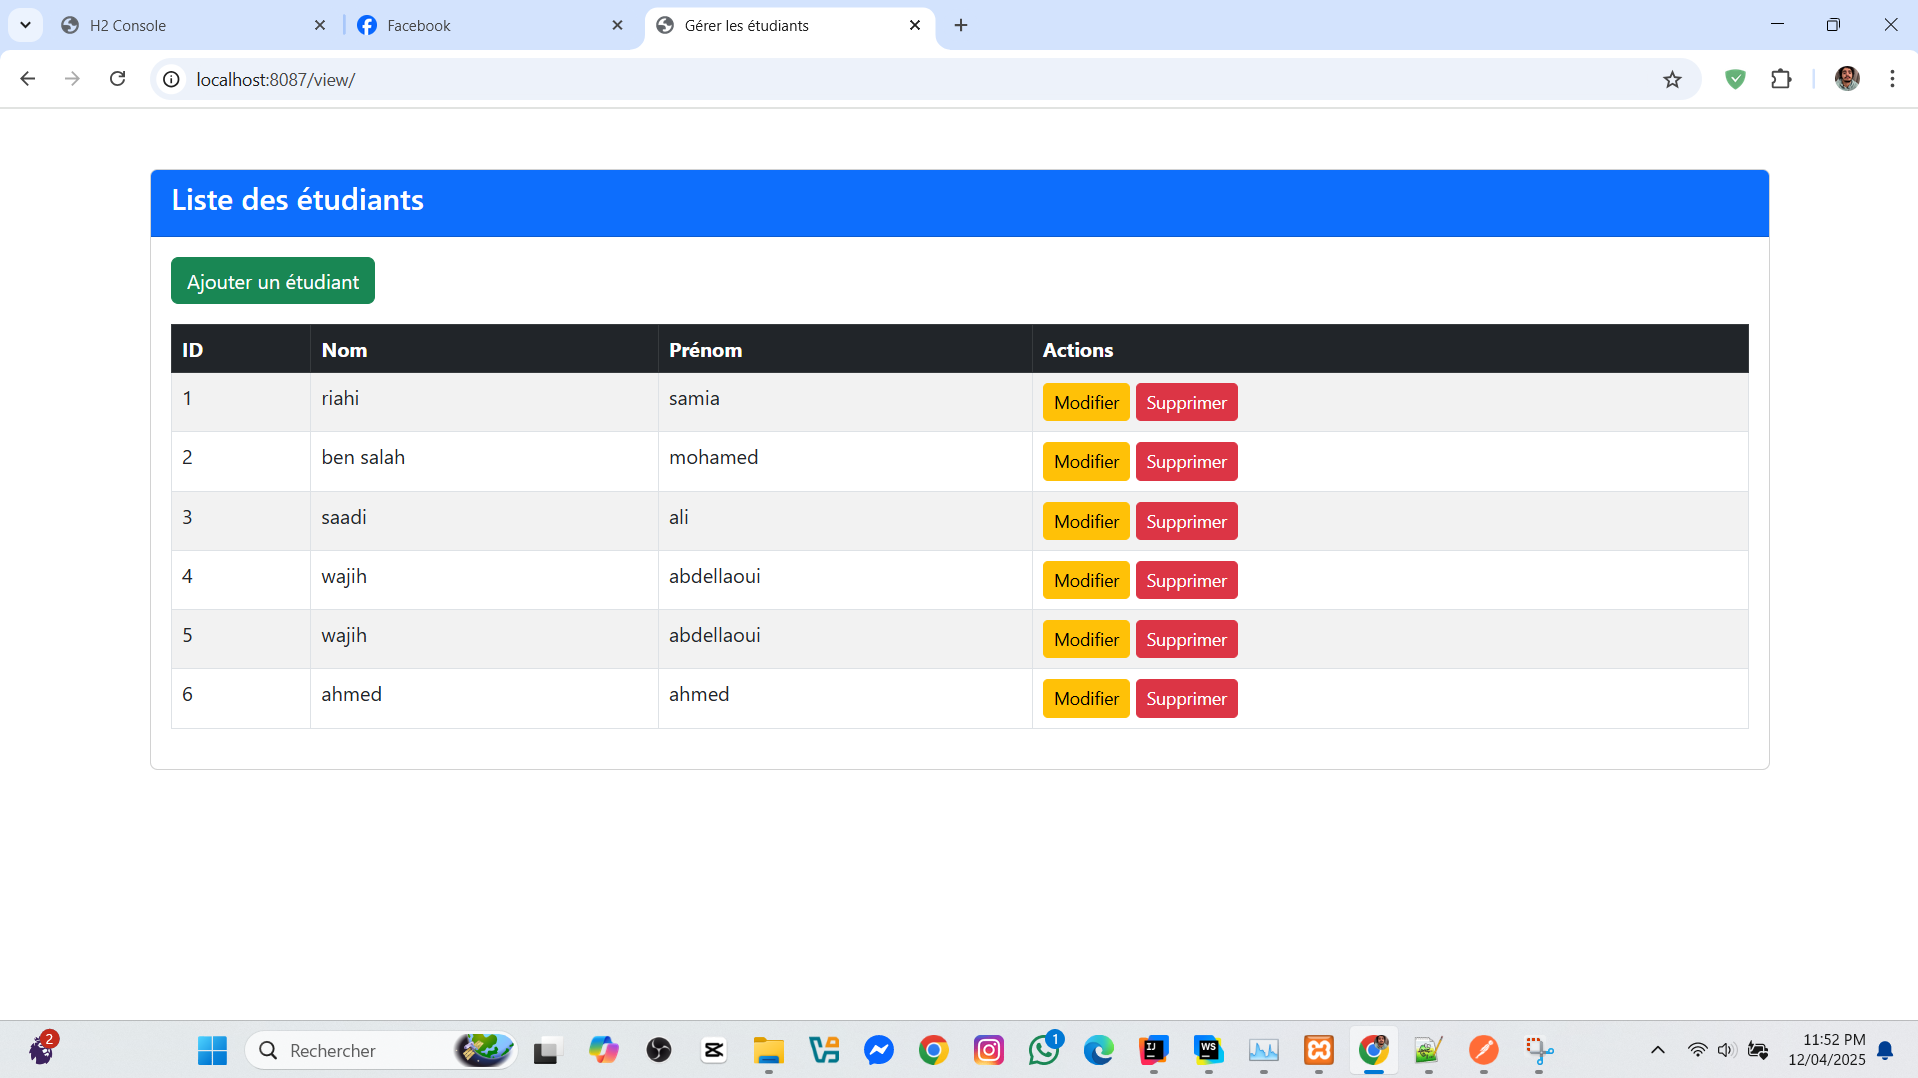 H2 Console
Facebook
Gérer les étudiants
localhost:8087/view/
Liste des étudiants
Ajouter un étudiant
ID Nom Prénom Actions
1 riahi samia Modifier Supprimer
2 ben salah mohamed Modifier Supprimer
3 saadi ali Modifier Supprimer
4 wajih abdellaoui Modifier Supprimer
5 wajih abdellaoui Modifier Supprimer
6 ahmed ahmed Modifier Supprimer
2
Rechercher
1
IJ
WS
11:52 PM
12/04/2025